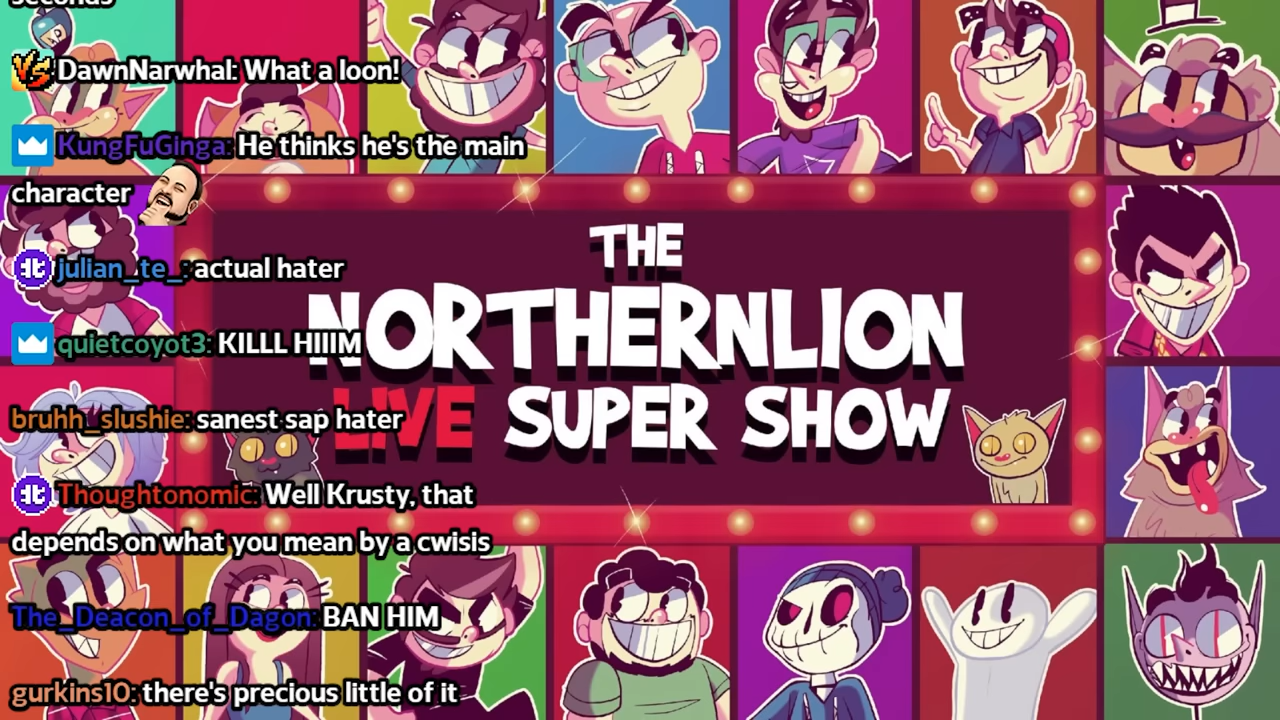 seconds
DawnNarwhal: What a loon!
KungFuGinga: He thinks he's the main
character
julian_te_: actual hater
quietcoyot3: KILLL HIIIM
bruhh_slushie: sanest sap hater
Thoughtonomic: Well Krusty, that
depends on what you mean by a cwisis
The_Deacon_of_Dagon: BAN HIM
gurkins10: there's precious little of it
THE
NORTHERNLION
LIVE SUPER SHOW